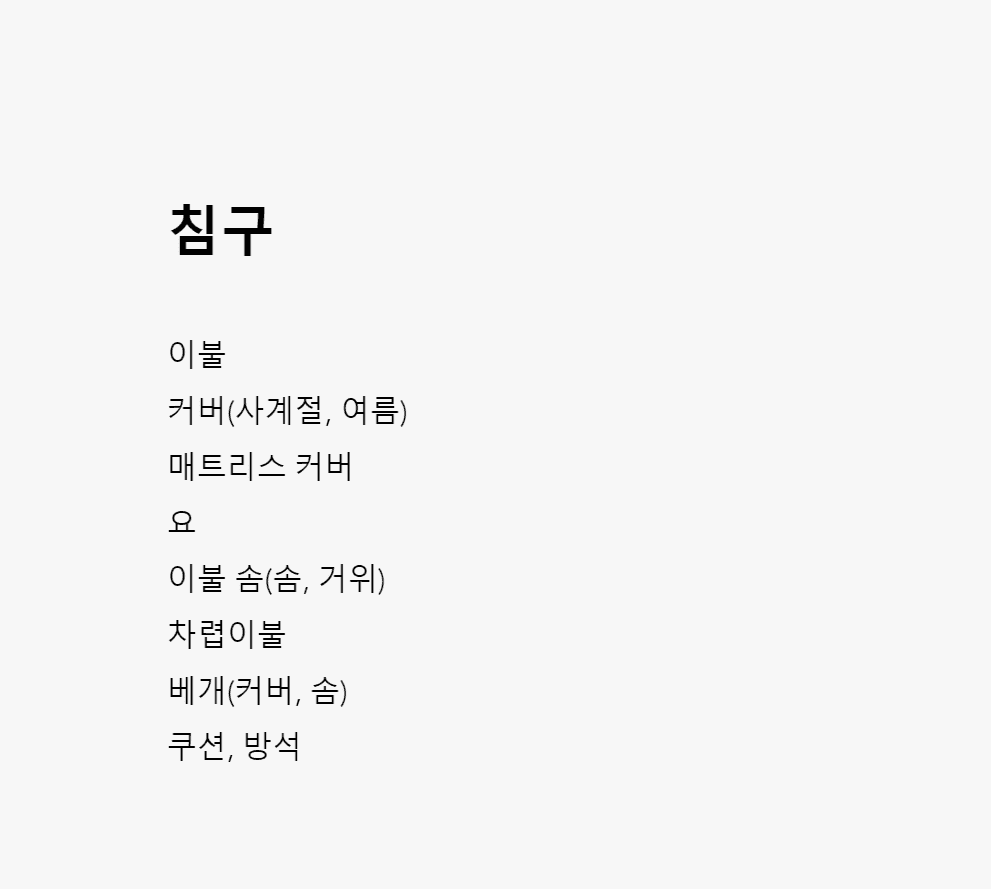 침구
이불
커버(사계절, 여름)
매트리스 커버
요
이불 솜(솜, 거위)
차렵이불
베개(커버, 솜)
쿠션, 방석